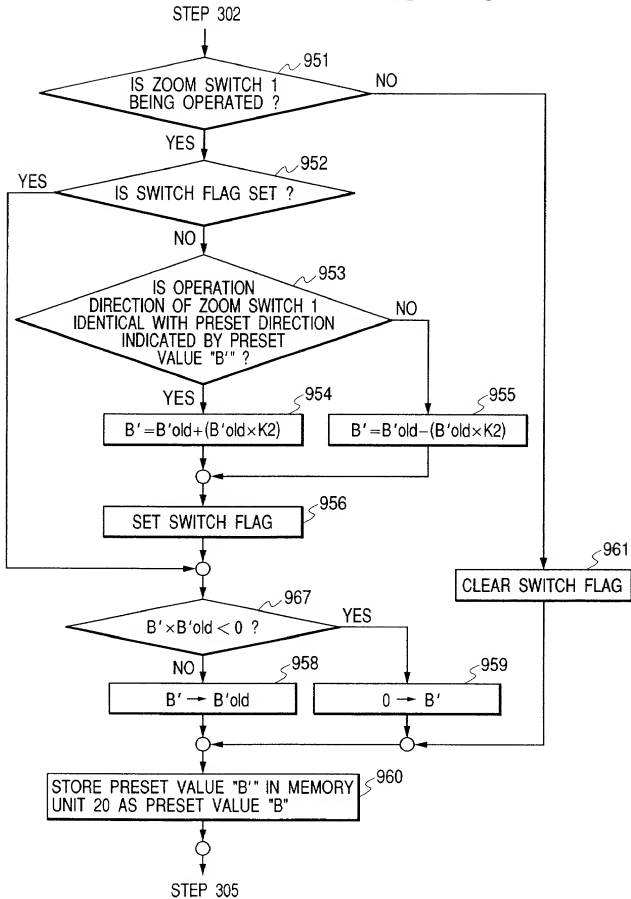 STEP 302
951
IS ZOOM SWITCH 1
BEING OPERATED ?
NO
YES
952
YES
IS SWITCH FLAG SET ?
NO
953
IS OPERATION
DIRECTION OF ZOOM SWITCH 1
IDENTICAL WITH PRESET DIRECTION
INDICATED BY PRESET
VALUE "B'" ?
NO
YES
954
955
B'=B'old+(B'old×K2)
B'=B'old−(B'old×K2)
956
SET SWITCH FLAG
961
CLEAR SWITCH FLAG
967
B'×B'old < 0 ?
YES
NO
958
959
B' → B'old
0 → B'
960
STORE PRESET VALUE "B'" IN MEMORY
UNIT 20 AS PRESET VALUE "B"
STEP 305